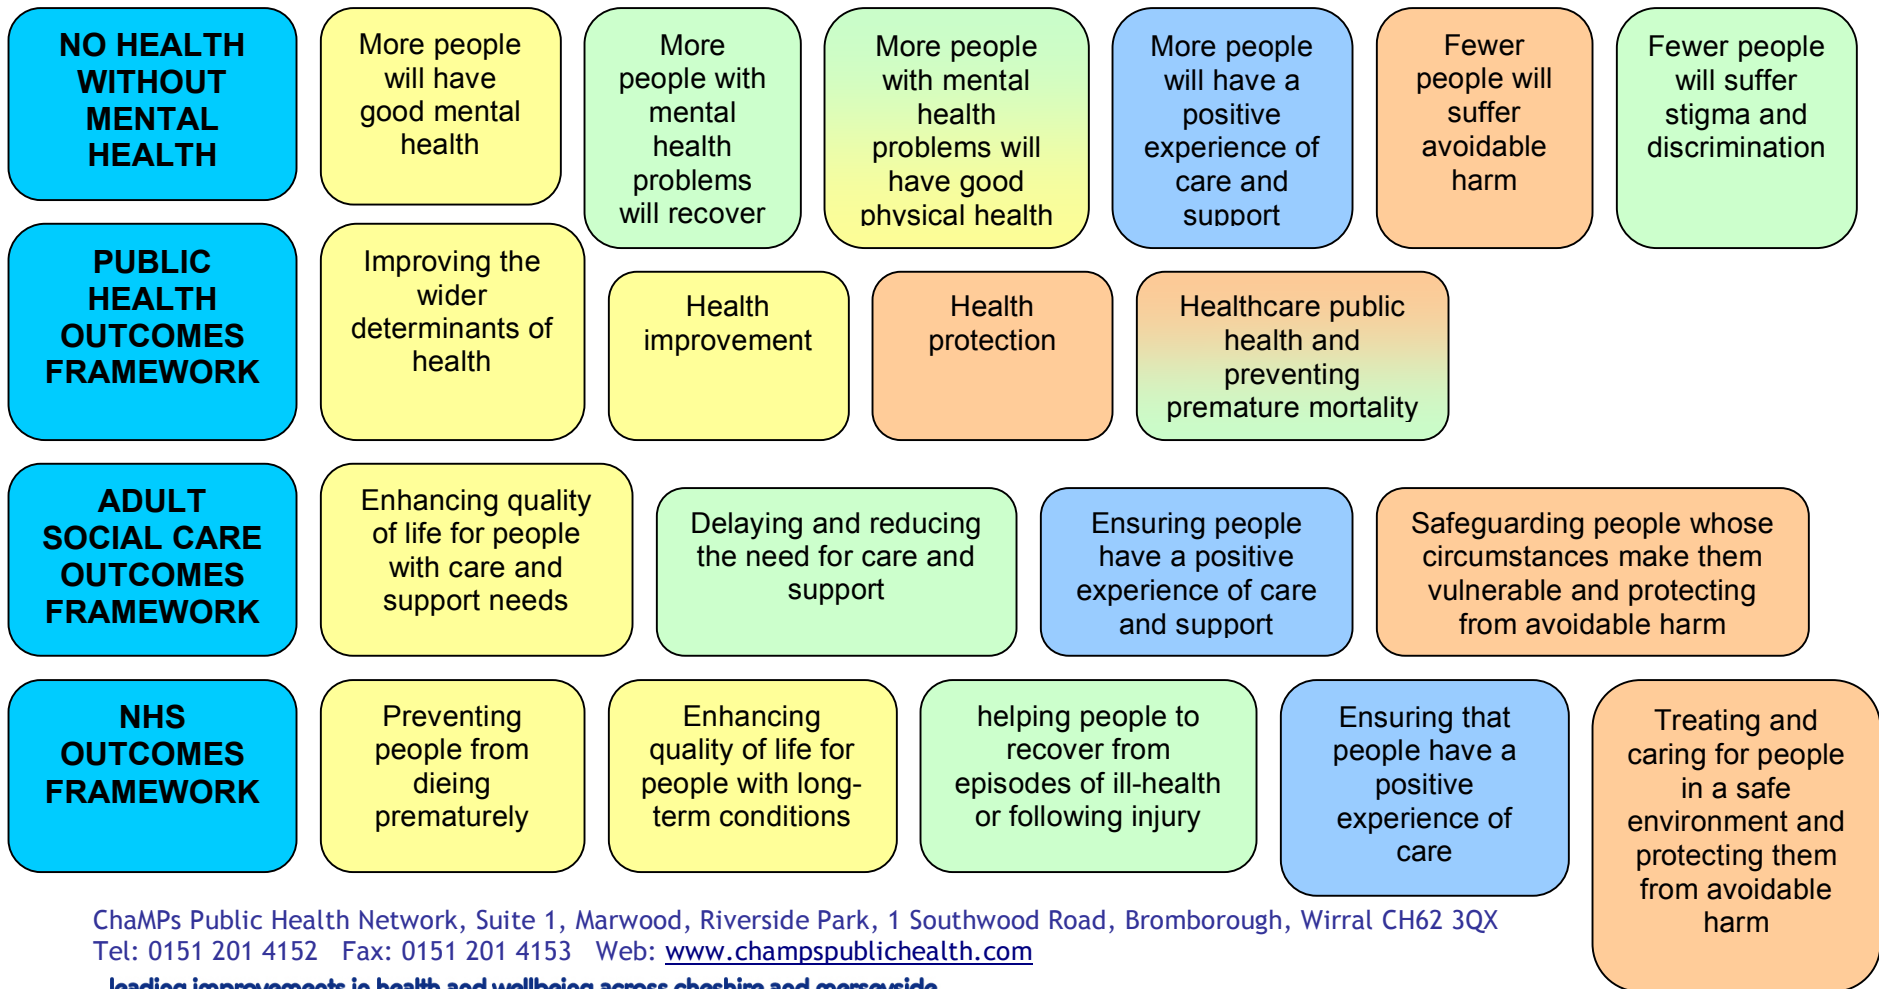 NO HEALTH
WITHOUT
MENTAL
HEALTH
More people
will have
good mental
health
More
people with
mental
health
problems
will recover
More people
with mental
health
problems will
have good
physical health
More people
will have a
positive
experience of
care and
support
Fewer
people will
suffer
avoidable
harm
Fewer people
will suffer
stigma and
discrimination
PUBLIC
HEALTH
OUTCOMES
FRAMEWORK
Improving the
wider
determinants of
health
Health
improvement
Health
protection
Healthcare public
health and
preventing
premature mortality
ADULT
SOCIAL CARE
OUTCOMES
FRAMEWORK
Enhancing quality
of life for people
with care and
support needs
Delaying and reducing
the need for care and
support
Ensuring people
have a positive
experience of care
and support
Safeguarding people whose
circumstances make them
vulnerable and protecting
from avoidable harm
NHS
OUTCOMES
FRAMEWORK
Preventing
people from
dieing
prematurely
Enhancing
quality of life for
people with long-
term conditions
helping people to
recover from
episodes of ill-health
or following injury
Ensuring that
people have a
positive
experience of
care
Treating and
caring for people
in a safe
environment and
protecting them
from avoidable
harm
ChaMPs Public Health Network, Suite 1, Marwood, Riverside Park, 1 Southwood Road, Bromborough, Wirral CH62 3QX
Tel: 0151 201 4152 Fax: 0151 201 4153 Web: www.champspublichealth.com
leading improvements in health and wellbeing across cheshire and merseyside